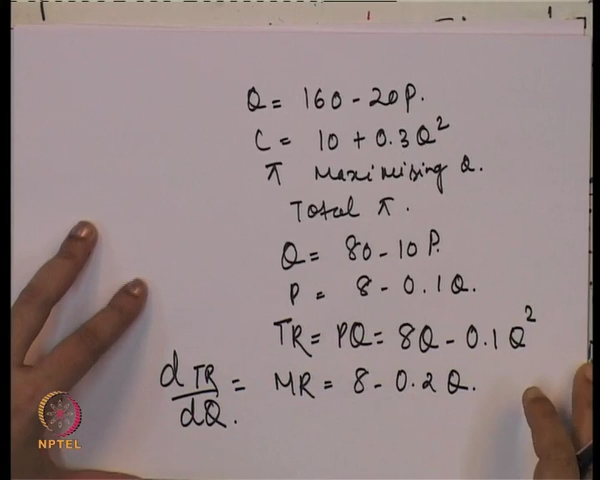 Q = 160 - 20P.
C = 10 + 0.3Q²
π Maximising Q.
Total π.
Q = 80 - 10P.
P = 8 - 0.1Q.
TR = PQ = 8Q - 0.1Q²
dTR/dQ. = MR = 8 - 0.2Q.
NPTEL